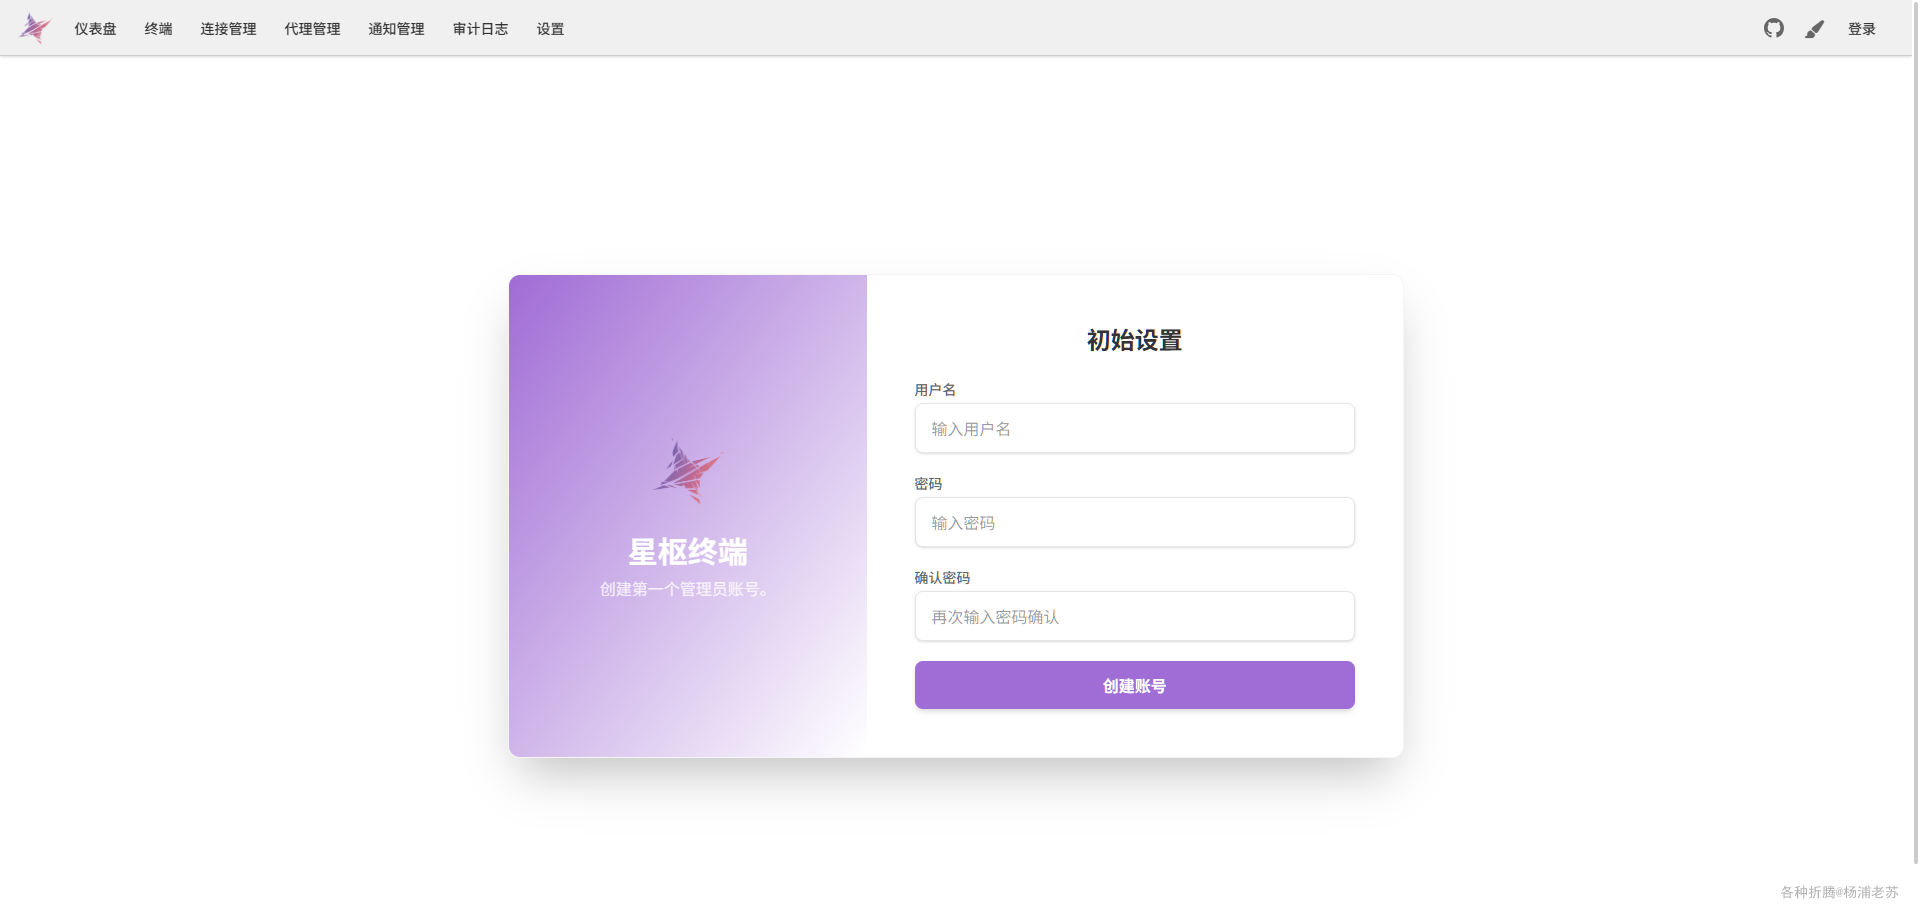 仪表盘 终端 连接管理 代理管理 通知管理 审计日志 设置 登录
星枢终端
创建第一个管理员账号。
初始设置
用户名
输入用户名
密码
输入密码
确认密码
再次输入密码确认
创建账号
各种折腾@杨浦老苏